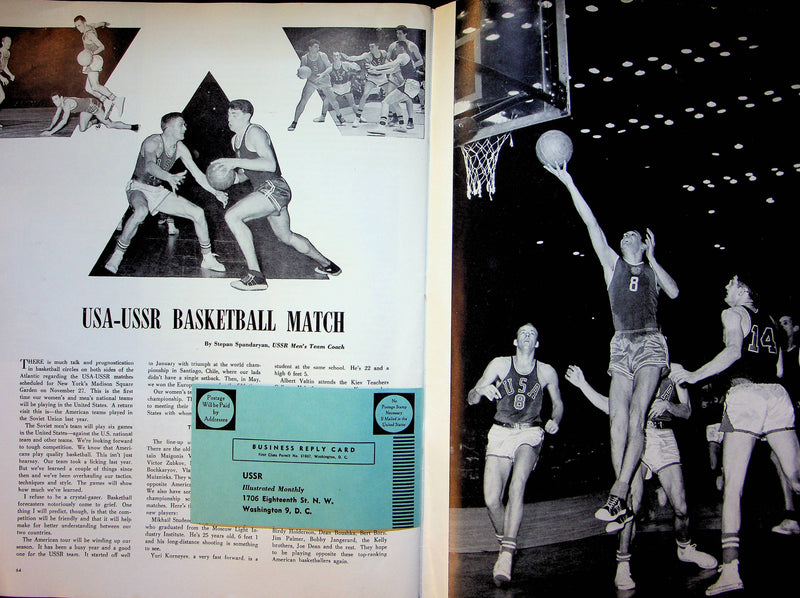 USA-USSR BASKETBALL MATCH
By Stepan Spandaryan, USSR Men's Team Coach
THERE is much talk and prognostication
in basketball circles on both sides of the
Atlantic regarding the USA-USSR matches
scheduled for New York's Madison Square
Garden on November 27. This is the first
time our women's and men's national teams
will be playing in the United States. A return
visit this is—the American teams played in
the Soviet Union last year.
The Soviet men's team will play six games
in the United States—against the U.S. national
team and other teams. We're looking forward
to tough competition. We know that Ameri-
cans play quality basketball. This isn't just
hearsay. Our team took a licking last year.
But we've learned a couple of things since
then and we've been overhauling our tactics,
techniques and style. The games will show
how much we've learned.
I refuse to be a crystal-gazer. Basketball
forecasters notoriously come to grief. One
thing I will predict, though, is that the com-
petition will be friendly and that it will help
make for better understanding between our
two countries.
The American tour will be winding up our
season. It has been a busy year and a good
one for the USSR team. It started off well
64
in January with triumph at the world cham-
pionship in Santiago, Chile, where our lads
didn't have a single setback. Then, in May,
we won the Europ
Our women's te
championship. T
to meeting their
States with whom
T
The line-up
There are the old
tain Maigonis
Victor Zubkov,
Bochkaryov, Vla
Muizniks. They w
opposite Americ
We also have som
championship
matches. Here's
new players:
Mikhail Studen
who graduated from the Moscow Light In-
dustry Institute. He's 25 years old, 6 feet 1
and his long-distance shooting is something
to see.
Yuri Korneyev, a very fast forward, is a
student at the same school. He's 22 and a
high 6 feet 5.
Albert Valtin attends the Kiev Teachers
Postage
Will be Paid
by
Addressee
No
Postage Stamp
Necessary
If Mailed in the
United States
BUSINESS REPLY CARD
First Class Permit No. 31807, Washington, D. C.
USSR
Illustrated Monthly
1706 Eighteenth St. N. W.
Washington 9, D. C.
Birdy Haldorson, Dean Boushka, Bert Born,
Jim Palmer, Bobby Jangerard, the Kelly
brothers, Joe Dean and the rest. They hope
to be playing opposite these top-ranking
American basketballers again.
8
USA
8
14